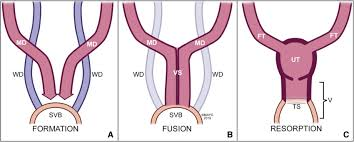 MD MD
WD WD
SVB
FORMATION A
MD MD
VS
WD WD
SVB
FUSION B
FT FT
UT
V
TS
RESORPTION C